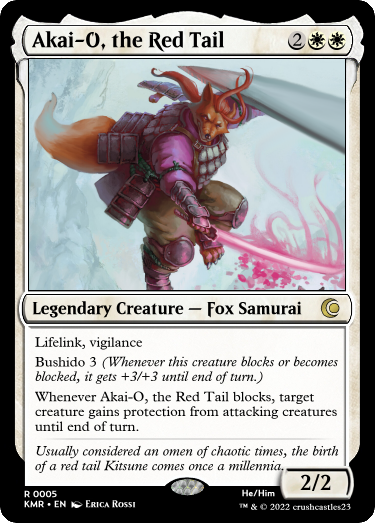 Akai-O, the Red Tail 2
Legendary Creature — Fox Samurai
Lifelink, vigilance
Bushido 3 (Whenever this creature blocks or becomes
blocked, it gets +3/+3 until end of turn.)
Whenever Akai-O, the Red Tail blocks, target
creature gains protection from attacking creatures
until end of turn.
Usually considered an omen of chaotic times, the birth
of a red tail Kitsune comes once a millennia.
2/2
R 0005 He/Him
KMR • EN Erica Rossi ™ & © 2022 crushcastles23